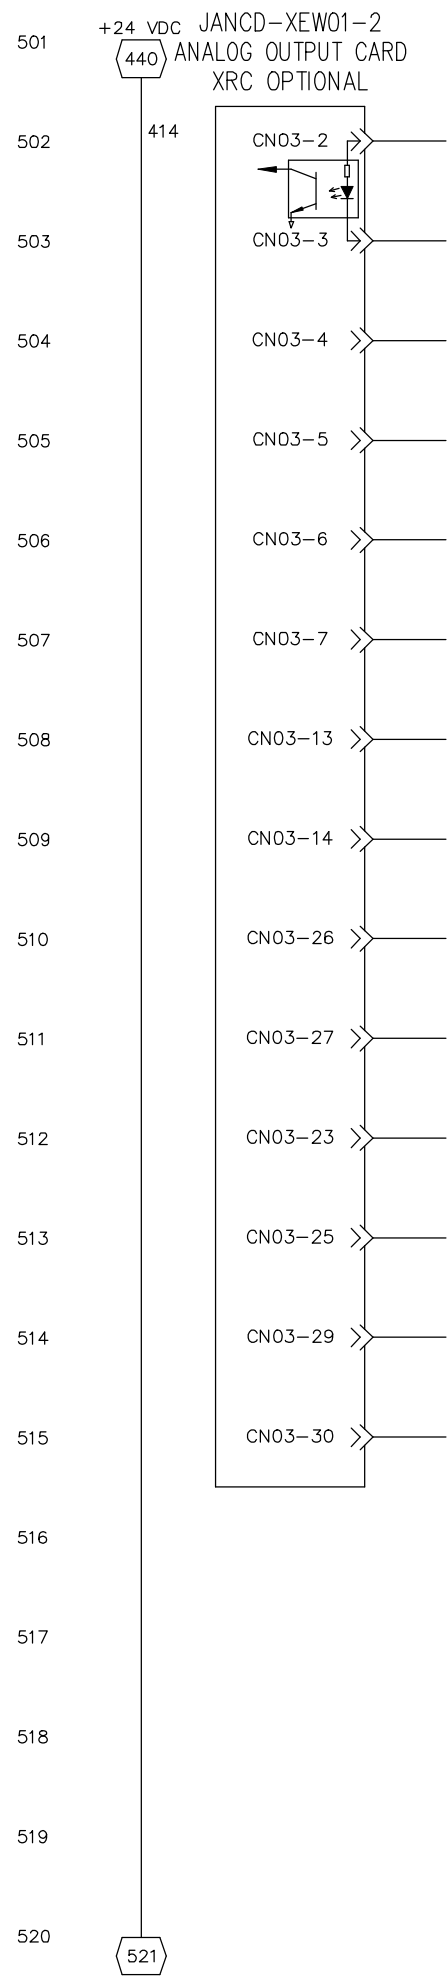 501
+24 VDC
JANCD-XEW01-2
440
ANALOG OUTPUT CARD
XRC OPTIONAL
414
502
CN03-2
503
CN03-3
504
CN03-4
505
CN03-5
506
CN03-6
507
CN03-7
508
CN03-13
509
CN03-14
510
CN03-26
511
CN03-27
512
CN03-23
513
CN03-25
514
CN03-29
515
CN03-30
516
517
518
519
520
521